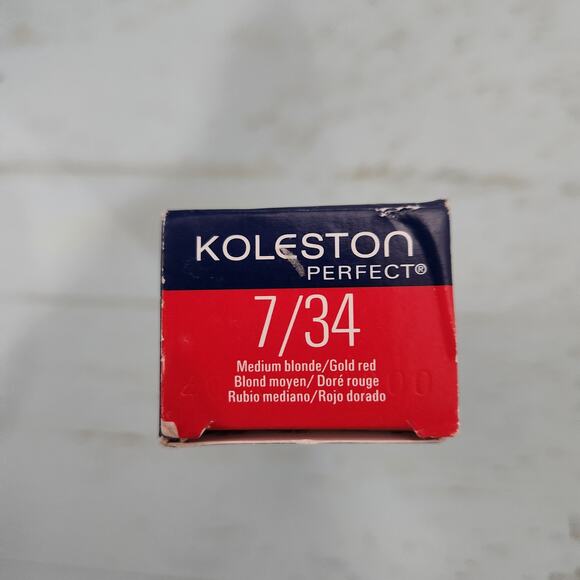 KOLESTON
PERFECT®
7/34
Medium blonde/Gold red
Blond moyen/ Doré rouge
Rubio mediano/Rojo dorado